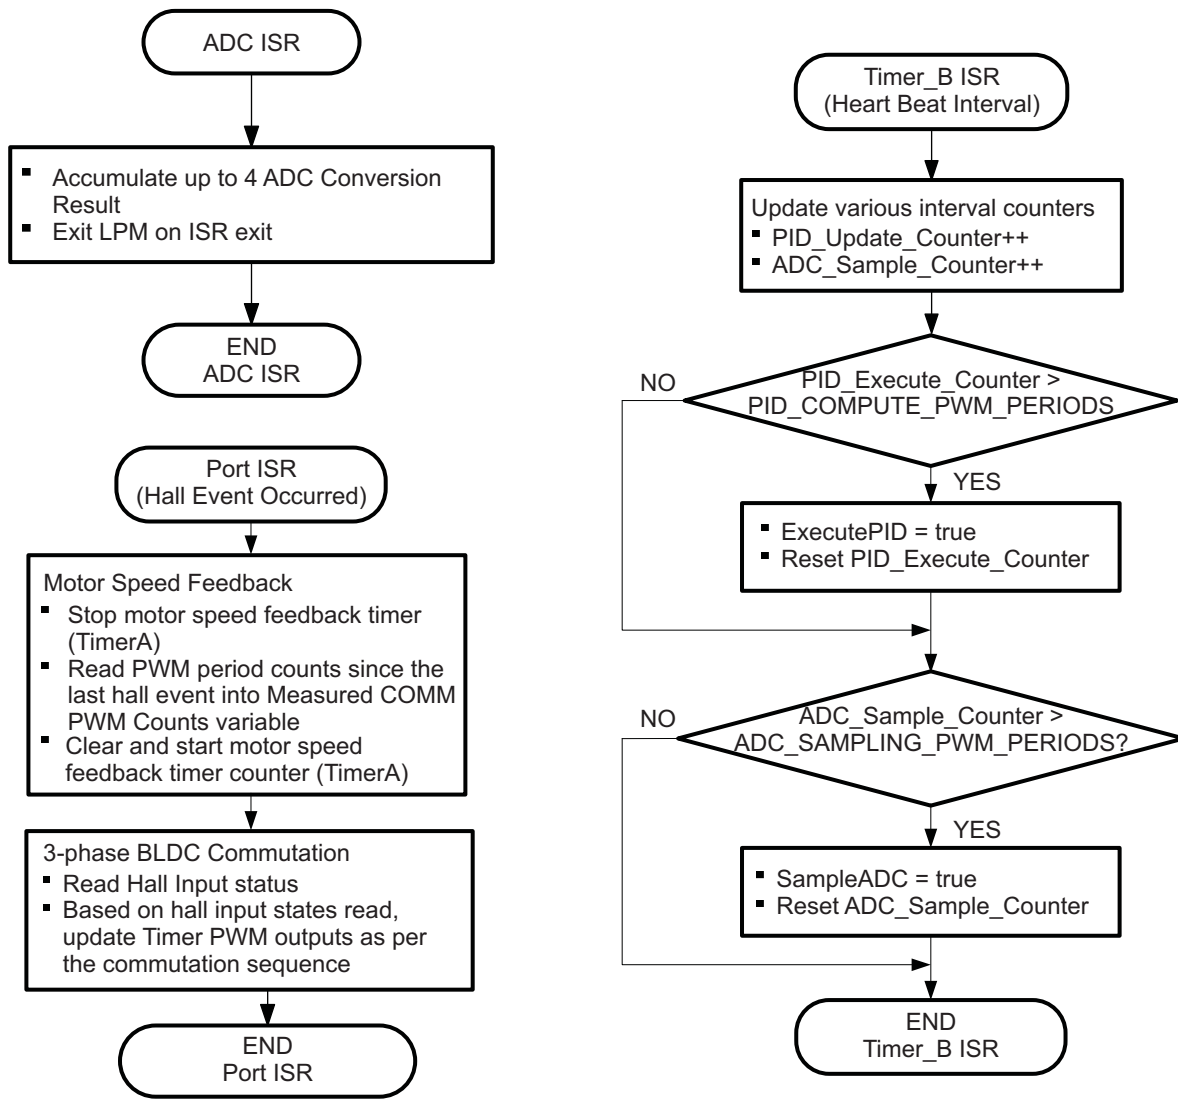 ADC ISR
▪ Accumulate up to 4 ADC Conversion
Result
▪ Exit LPM on ISR exit
END
ADC ISR
Port ISR
(Hall Event Occurred)
Motor Speed Feedback
▪ Stop motor speed feedback timer
(TimerA)
▪ Read PWM period counts since the
last hall event into Measured COMM
PWM Counts variable
▪ Clear and start motor speed
feedback timer counter (TimerA)
3-phase BLDC Commutation
▪ Read Hall Input status
▪ Based on hall input states read,
update Timer PWM outputs as per
the commutation sequence
END
Port ISR
Timer_B ISR
(Heart Beat Interval)
Update various interval counters
▪ PID_Update_Counter++
▪ ADC_Sample_Counter++
NO
PID_Execute_Counter >
PID_COMPUTE_PWM_PERIODS
YES
▪ ExecutePID = true
▪ Reset PID_Execute_Counter
NO
ADC_Sample_Counter >
ADC_SAMPLING_PWM_PERIODS?
YES
▪ SampleADC = true
▪ Reset ADC_Sample_Counter
END
Timer_B ISR